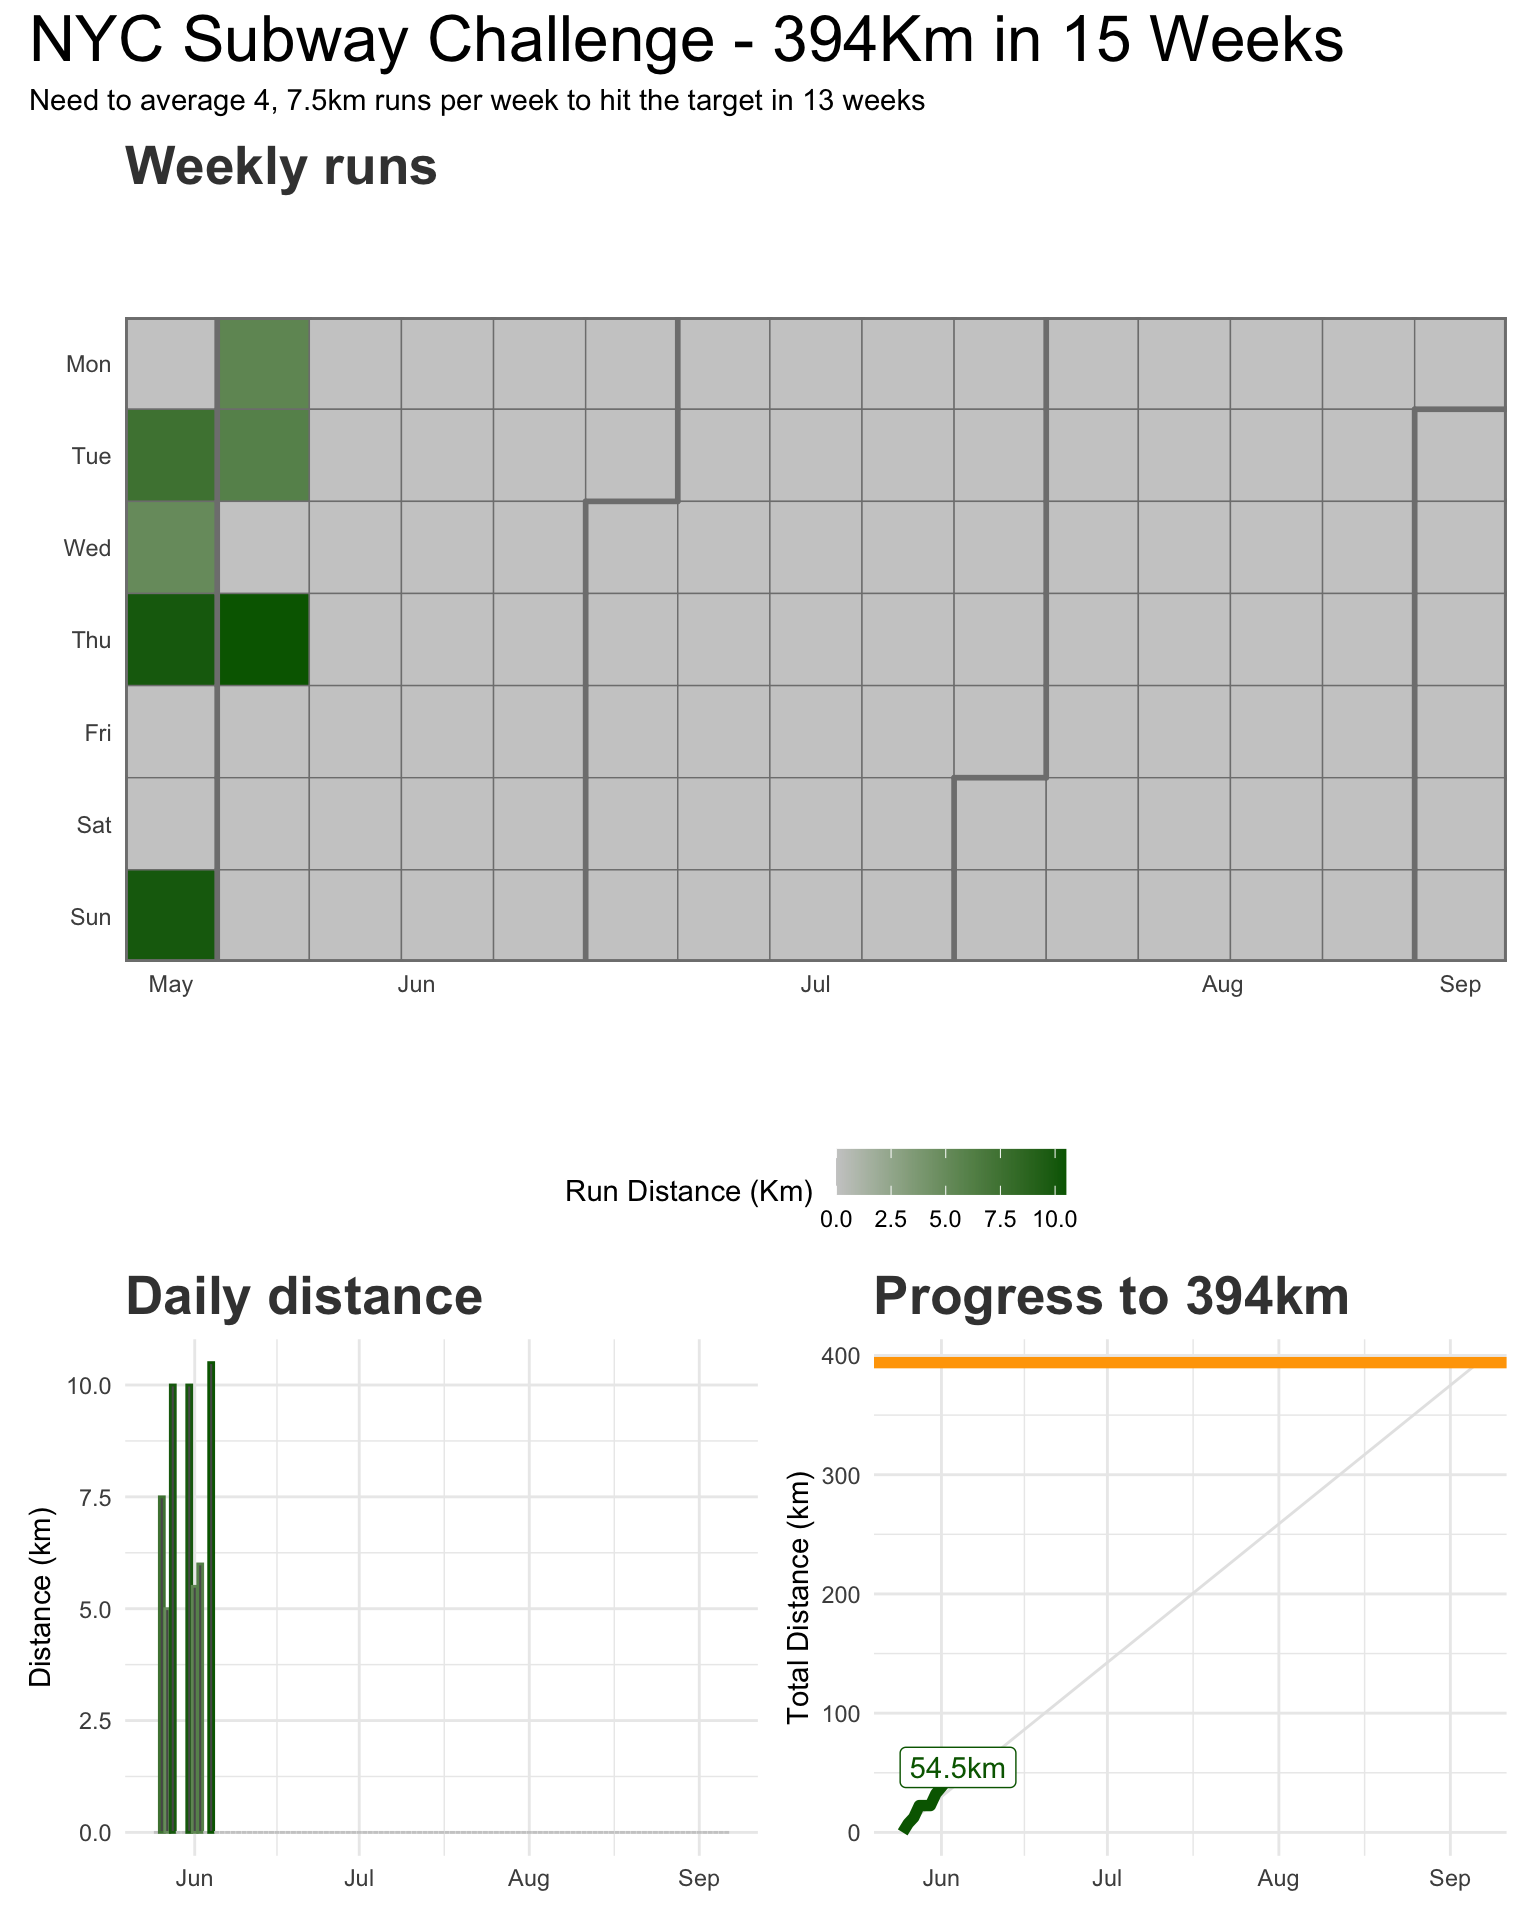 NYC Subway Challenge - 394Km in 15 Weeks
Need to average 4, 7.5km runs per week to hit the target in 13 weeks
Weekly runs
Mon
Tue
Wed
Thu
Fri
Sat
Sun
May Jun Jul Aug Sep
Run Distance (Km)
0.0 2.5 5.0 7.5 10.0
Daily distance
Distance (km)
10.0
7.5
5.0
2.5
0.0
Jun Jul Aug Sep
Progress to 394km
Total Distance (km)
400
300
200
100
0
54.5km
Jun Jul Aug Sep